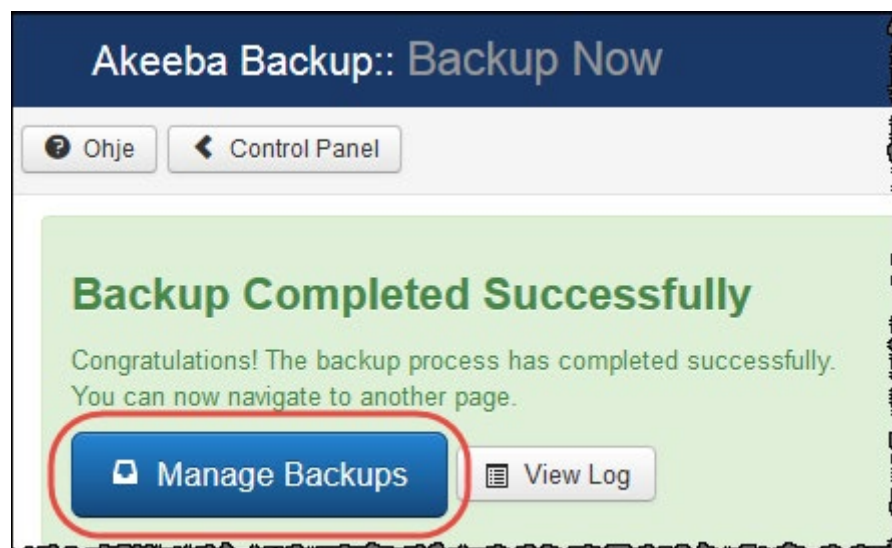 Akeeba Backup:: Backup Now
Ohje
Control Panel
Backup Completed Successfully
Congratulations! The backup process has completed successfully.
You can now navigate to another page.
Manage Backups
View Log